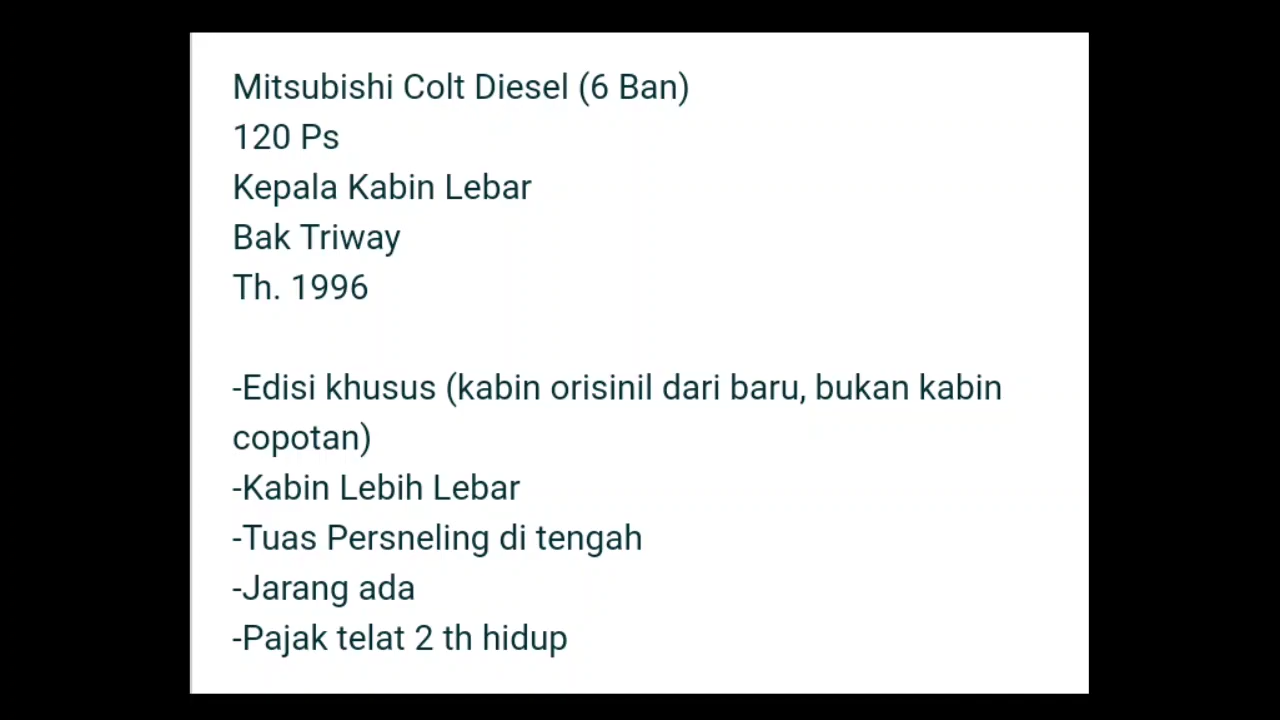 Mitsubishi Colt Diesel (6 Ban)
120 Ps
Kepala Kabin Lebar
Bak Triway
Th. 1996
-Edisi khusus (kabin orisinil dari baru, bukan kabin
copotan)
-Kabin Lebih Lebar
-Tuas Persneling di tengah
-Jarang ada
-Pajak telat 2 th hidup